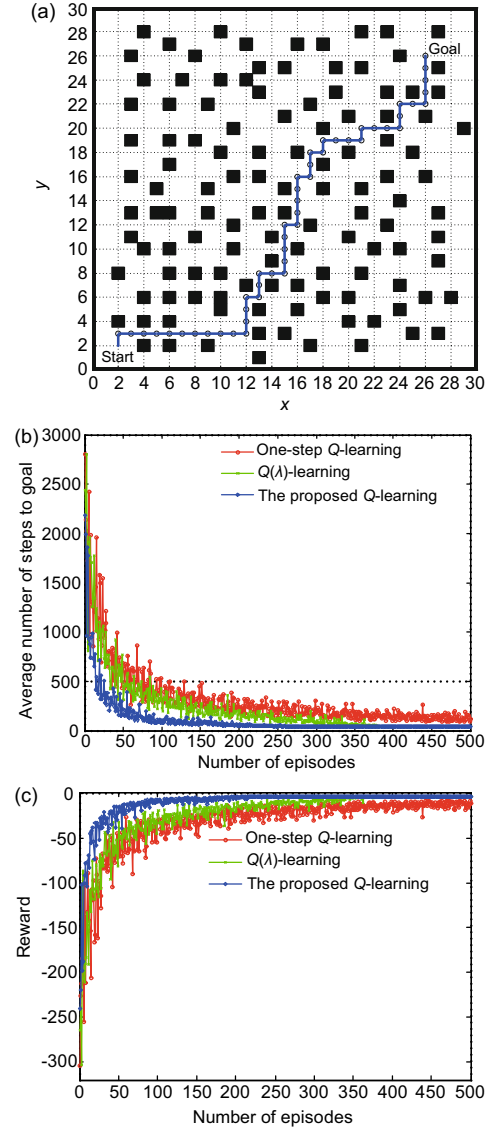 (a)
30
28
26
24
22
20
18
16
14
12
10
8
6
4
2
0
y
Goal
Start
0 2 4 6 8 10 12 14 16 18 20 22 24 26 28 30
x
(b)
3000
2500
2000
1500
1000
500
0
Average number of steps to goal
One-step Q-learning
Q(λ)-learning
The proposed Q-learning
0 50 100 150 200 250 300 350 400 450 500
Number of episodes
(c)
0
-50
-100
-150
-200
-250
-300
Reward
One-step Q-learning
Q(λ)-learning
The proposed Q-learning
0 50 100 150 200 250 300 350 400 450 500
Number of episodes